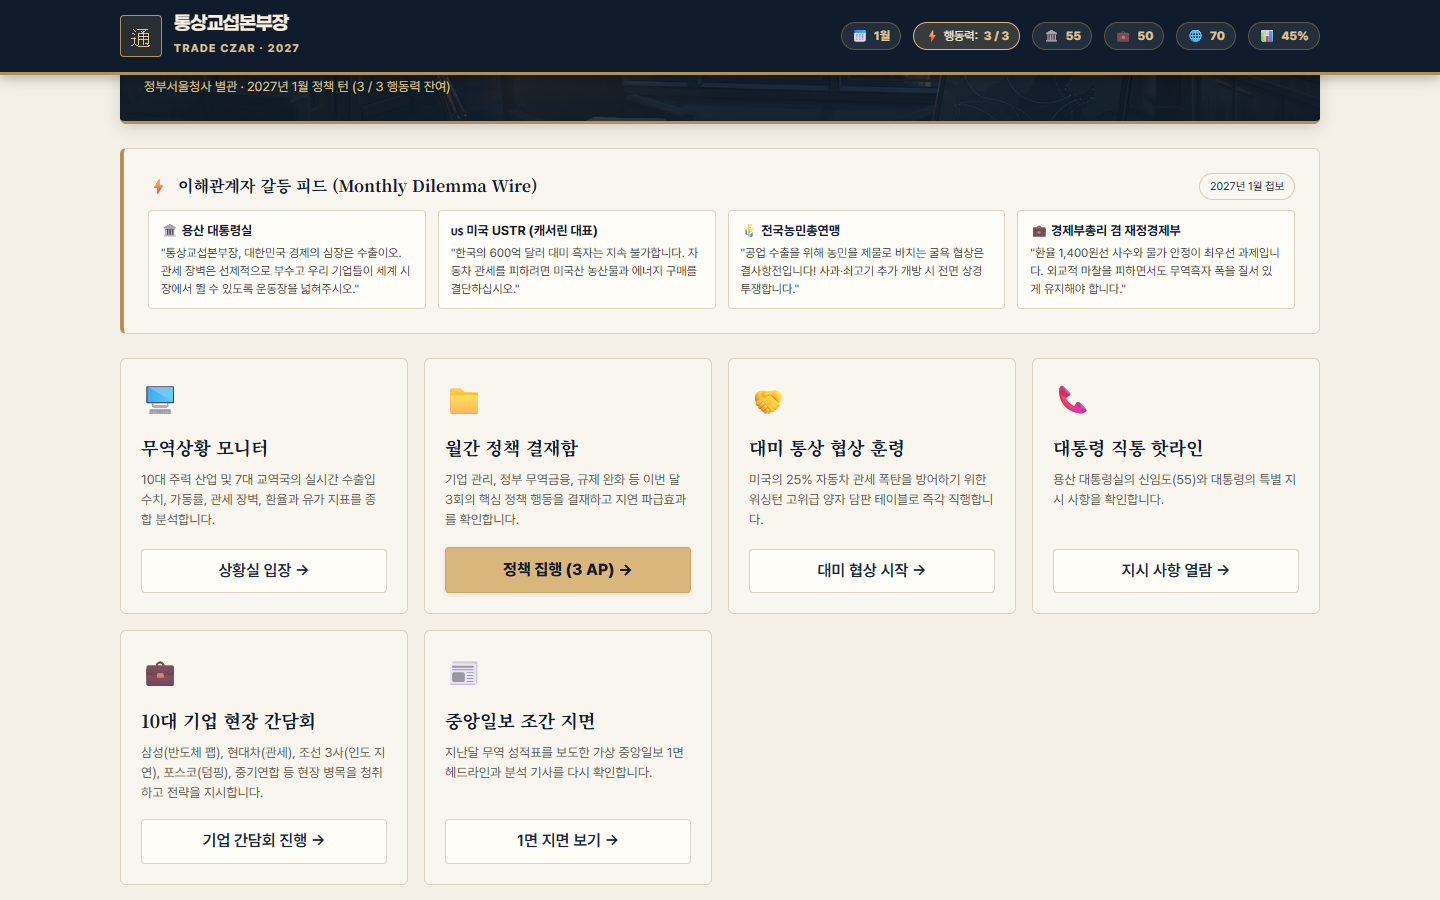 通
통상교섭본부장
TRADE CZAR · 2027
1월
행동력: 3 / 3
55
50
70
45%
정부서울청사 별관 · 2027년 1월 정책 턴 (3 / 3 행동력 잔여)
이해관계자 갈등 피드 (Monthly Dilemma Wire)
2027년 1월 첩보
용산 대통령실
"통상교섭본부장, 대한민국 경제의 심장은 수출이오.
관세 장벽은 선제적으로 부수고 우리 기업들이 세계 시
장에서 뛸 수 있도록 운동장을 넓혀주시오."
US 미국 USTR (캐서린 대표)
"한국의 600억 달러 대미 흑자는 지속 불가합니다. 자
동차 관세를 피하려면 미국산 농산물과 에너지 구매를
결단하십시오."
전국농민총연맹
"공업 수출을 위해 농민을 제물로 바치는 굴욕 협상은
결사항전입니다! 사과·쇠고기 추가 개방 시 전면 상경
투쟁합니다."
경제부총리 겸 재정경제부
"환율 1,400원선 사수와 물가 안정이 최우선 과제입니
다. 외교적 마찰을 피하면서도 무역흑자 폭을 질서 있
게 유지해야 합니다."
무역상황 모니터
10대 주력 산업 및 7대 교역국의 실시간 수출입
수치, 가동률, 관세 장벽, 환율과 유가 지표를 종
합 분석합니다.
상황실 입장 →
월간 정책 결재함
기업 관리, 정부 무역금융, 규제 완화 등 이번 달
3회의 핵심 정책 행동을 결재하고 지연 파급효과
를 확인합니다.
정책 집행 (3 AP) →
대미 통상 협상 훈령
미국의 25% 자동차 관세 폭탄을 방어하기 위한
워싱턴 고위급 양자 담판 테이블로 즉각 직행합니
다.
대미 협상 시작 →
대통령 직통 핫라인
용산 대통령실의 신임도(55)와 대통령의 특별 지
시 사항을 확인합니다.
지시 사항 열람 →
10대 기업 현장 간담회
삼성(반도체 팹), 현대차(관세), 조선 3사(인도 지
연), 포스코(덤핑), 중기연합 등 현장 병목을 청취
하고 전략을 지시합니다.
기업 간담회 진행 →
중앙일보 조간 지면
지난달 무역 성적표를 보도한 가상 중앙일보 1면
헤드라인과 분석 기사를 다시 확인합니다.
1면 지면 보기 →